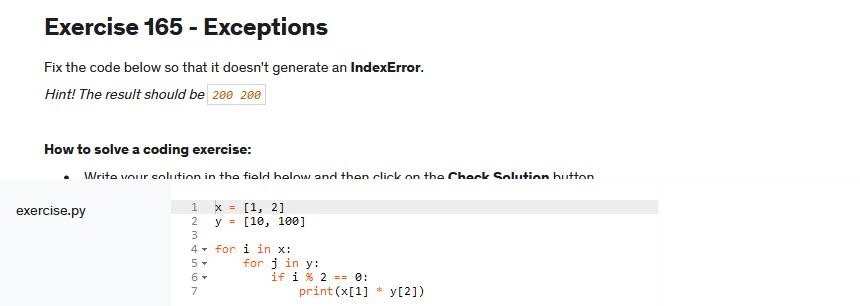 Exercise 165 - Exceptions
Fix the code below so that it doesn't generate an IndexError.
Hint! The result should be 200 200
How to solve a coding exercise:
• Write your solution in the field below and then click on the Check Solution button.
exercise.py
1 x = [1, 2]
2 y = [10, 100]
3
4 for i in x:
5     for j in y:
6         if i % 2 == 0:
7             print(x[1] * y[2])